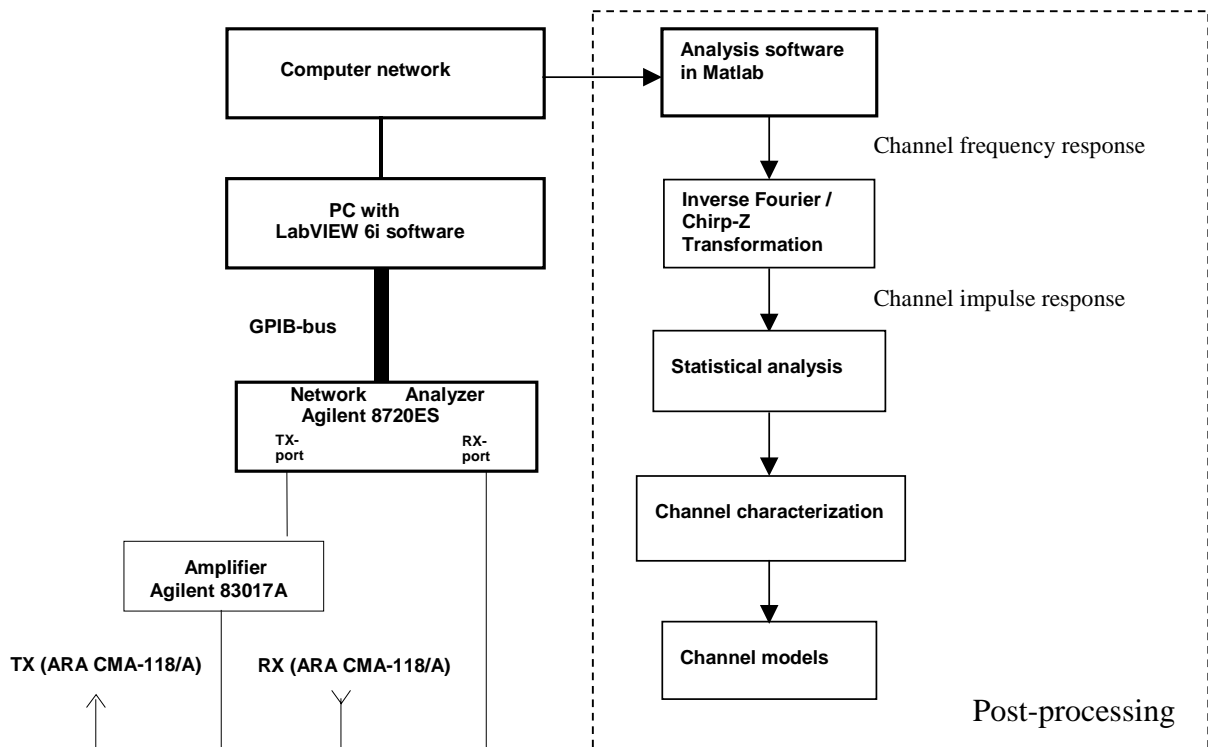 Computer network
PC with
LabVIEW 6i software
GPIB-bus
Network Analyzer
Agilent 8720ES
TX-
port
RX-
port
Amplifier
Agilent 83017A
TX (ARA CMA-118/A)
RX (ARA CMA-118/A)
Analysis software
in Matlab
Channel frequency response
Inverse Fourier /
Chirp-Z
Transformation
Channel impulse response
Statistical analysis
Channel characterization
Channel models
Post-processing